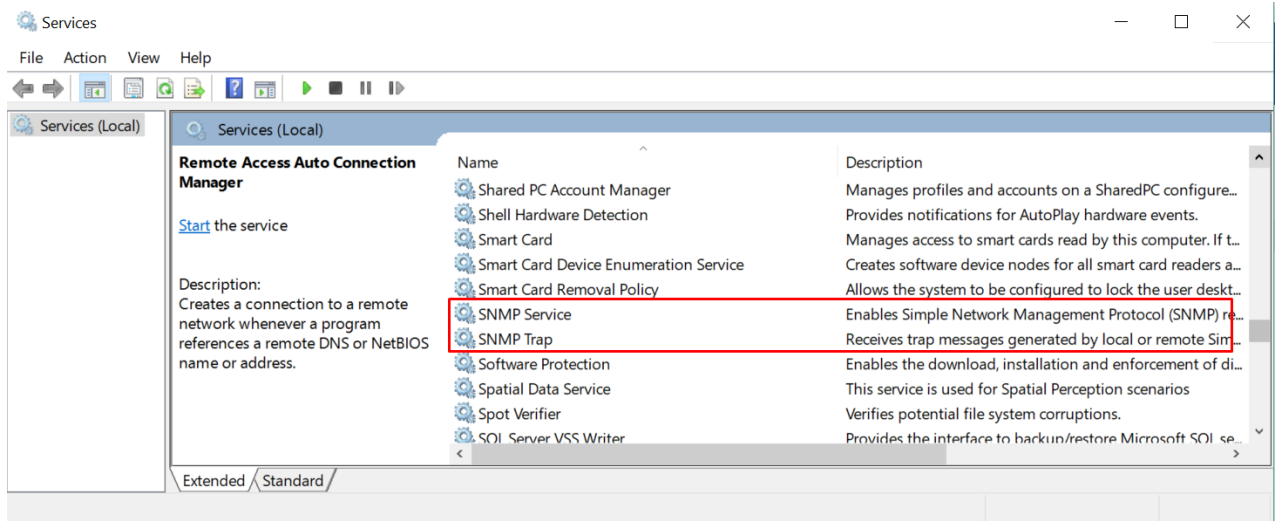 Services
File Action View Help
Services (Local)
Services (Local)
Remote Access Auto Connection
Manager
Start the service
Description:
Creates a connection to a remote
network whenever a program
references a remote DNS or NetBIOS
name or address.
Name Description
Shared PC Account Manager Manages profiles and accounts on a SharedPC configure...
Shell Hardware Detection Provides notifications for AutoPlay hardware events.
Smart Card Manages access to smart cards read by this computer. If t...
Smart Card Device Enumeration Service Creates software device nodes for all smart card readers a...
Smart Card Removal Policy Allows the system to be configured to lock the user deskt...
SNMP Service Enables Simple Network Management Protocol (SNMP) re...
SNMP Trap Receives trap messages generated by local or remote Sim...
Software Protection Enables the download, installation and enforcement of di...
Spatial Data Service This service is used for Spatial Perception scenarios
Spot Verifier Verifies potential file system corruptions.
SQL Server VSS Writer Provides the interface to backup/restore Microsoft SQL se...
Extended Standard